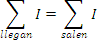 ∑ I = ∑ I
llegan salen